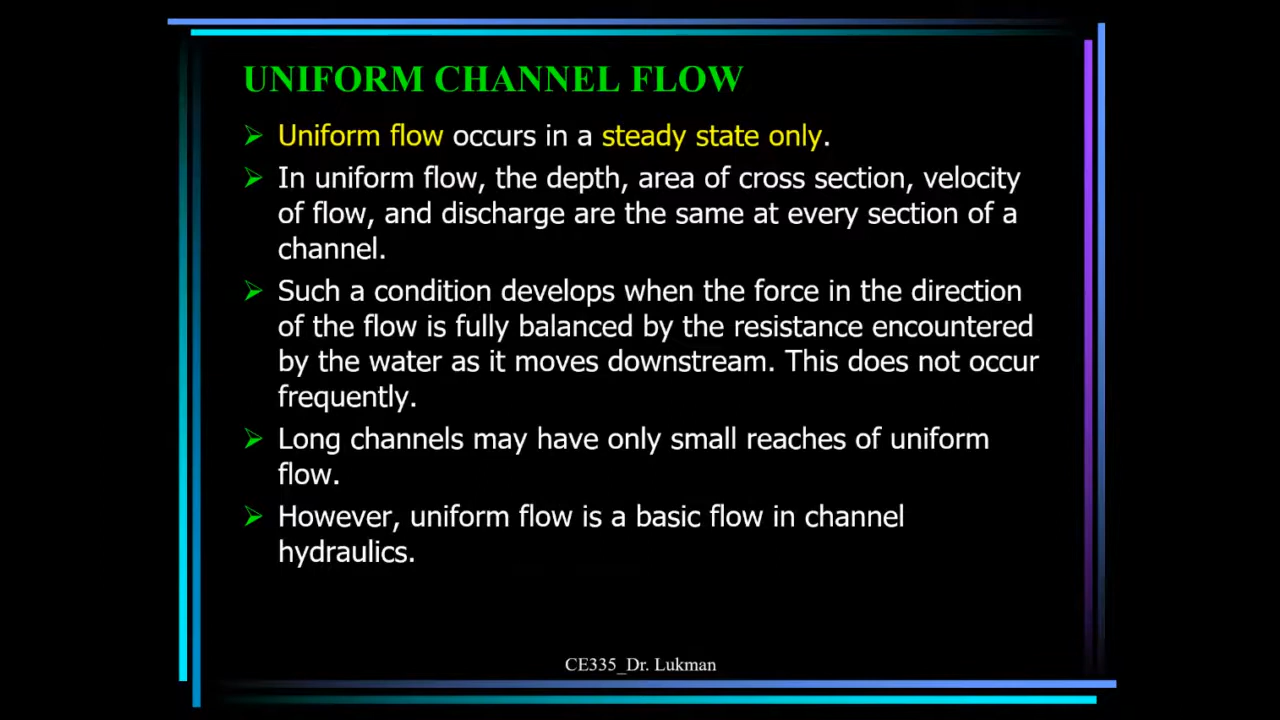 UNIFORM CHANNEL FLOW
Uniform flow occurs in a steady state only.
In uniform flow, the depth, area of cross section, velocity
of flow, and discharge are the same at every section of a
channel.
Such a condition develops when the force in the direction
of the flow is fully balanced by the resistance encountered
by the water as it moves downstream. This does not occur
frequently.
Long channels may have only small reaches of uniform
flow.
However, uniform flow is a basic flow in channel
hydraulics.
CE335_Dr. Lukman